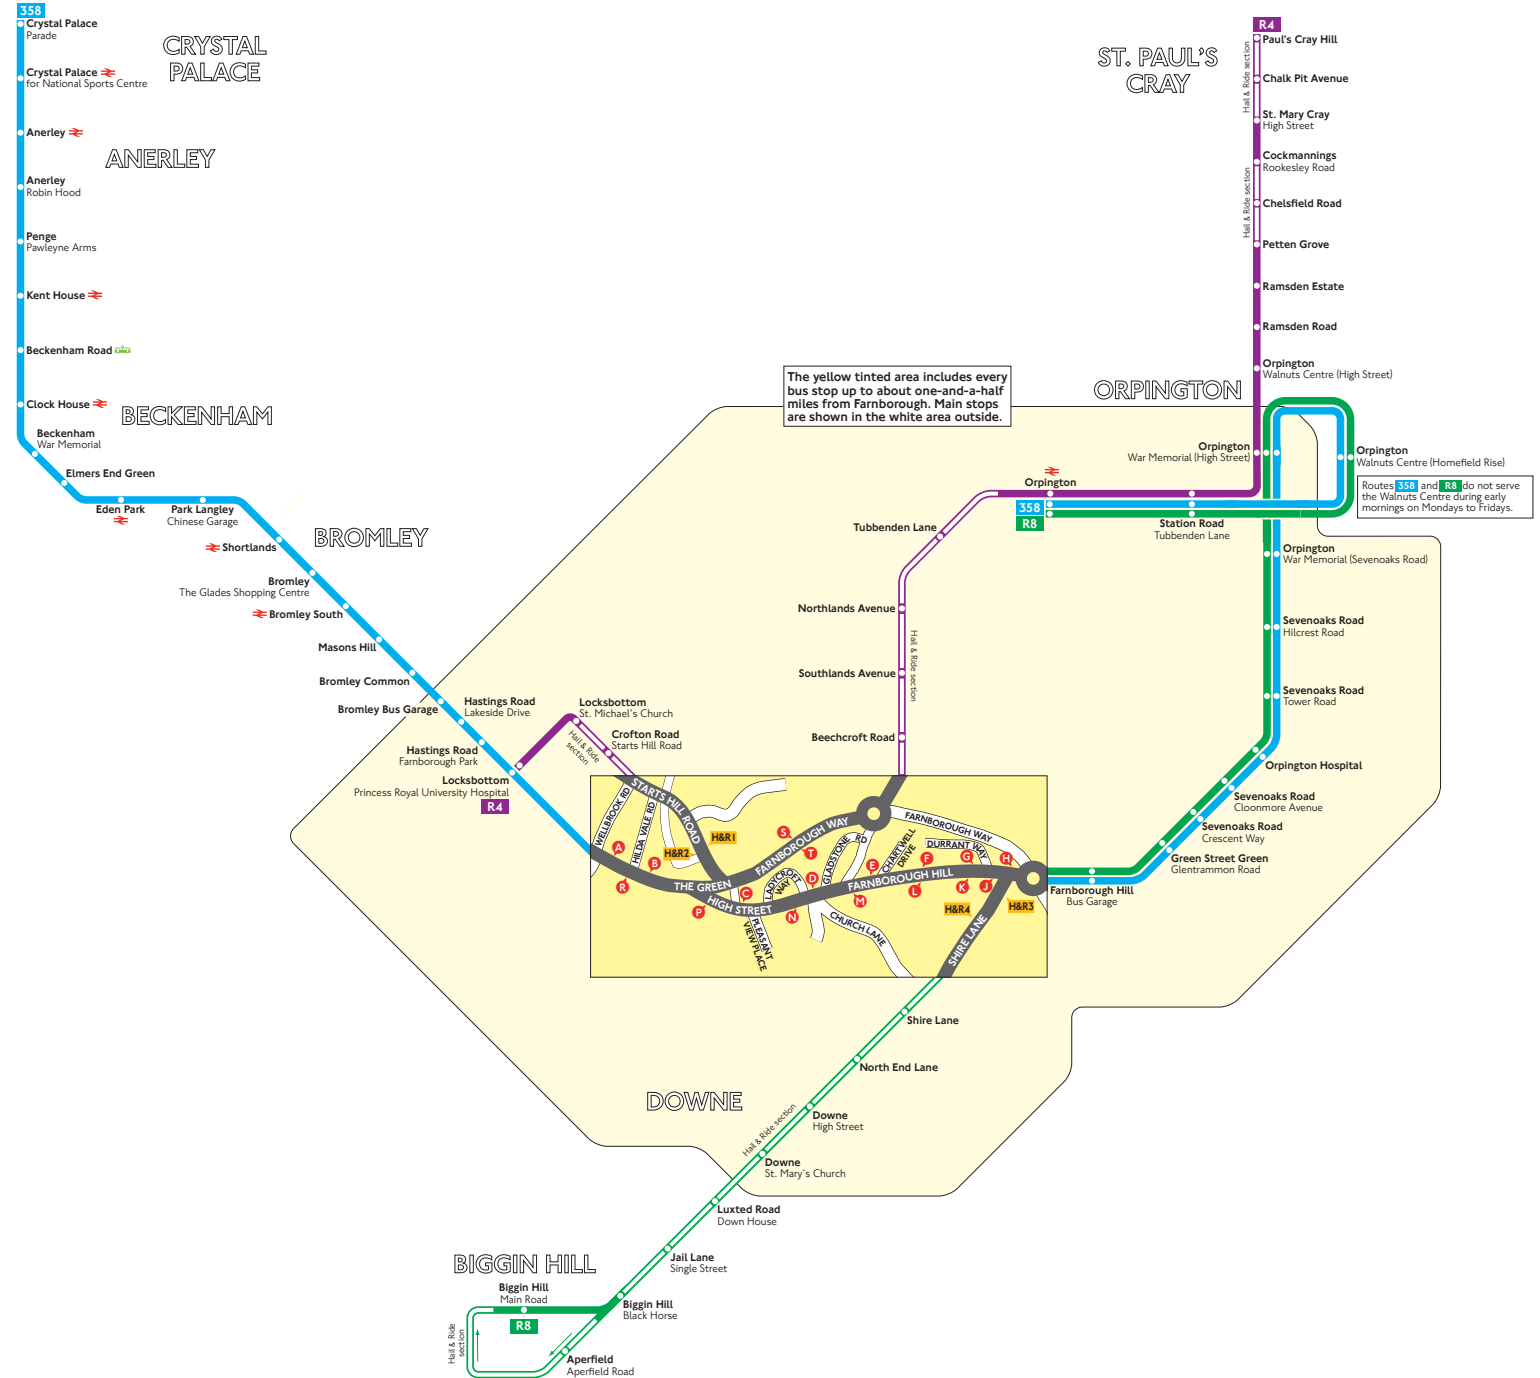 358
Crystal Palace
Parade
CRYSTAL
PALACE
Crystal Palace
for National Sports Centre
Anerley
ANERLEY
Anerley
Robin Hood
Penge
Pawleyne Arms
Kent House
Beckenham Road
Clock House
BECKENHAM
Beckenham
War Memorial
Elmers End Green
Eden Park
Park Langley
Chinese Garage
BROMLEY
Shortlands
Bromley
The Glades Shopping Centre
Bromley South
Masons Hill
Bromley Common
Bromley Bus Garage
Hastings Road
Lakeside Drive
Hastings Road
Farnborough Park
Locksbottom
Princess Royal University Hospital
R4
Locksbottom
St. Michael's Church
Crofton Road
Starts Hill Road
Hail & Ride
section
R4
ST. PAUL'S
CRAY
Hail & Ride section
Paul's Cray Hill
Chalk Pit Avenue
St. Mary Cray
High Street
Cockmannings
Rookesley Road
Hail & Ride section
Chelsfield Road
Petten Grove
Ramsden Estate
Ramsden Road
Orpington
Walnuts Centre (High Street)
ORPINGTON
The yellow tinted area includes every
bus stop up to about one-and-a-half
miles from Farnborough. Main stops
are shown in the white area outside.
Orpington
War Memorial (High Street)
Orpington
Walnuts Centre (Homefield Rise)
Routes 358 and R8 do not serve
the Walnuts Centre during early
mornings on Mondays to Fridays.
Orpington
358
R8
Station Road
Tubbenden Lane
Tubbenden Lane
Northlands Avenue
Hail & Ride section
Southlands Avenue
Beechcroft Road
Orpington
War Memorial (Sevenoaks Road)
Sevenoaks Road
Hilcrest Road
Sevenoaks Road
Tower Road
Orpington Hospital
Sevenoaks Road
Cloonmore Avenue
Sevenoaks Road
Crescent Way
Green Street Green
Glentrammon Road
Farnborough Hill
Bus Garage
WELLBROOK RD
STARTS HILL ROAD
HILDA VALE RD
H&R1
H&R2
FARNBOROUGH WAY
FARNBOROUGH WAY
GLADSTONE RD
CHARTWELL
DRIVE
DURRANT WAY
LADYCROFT
WAY
THE GREEN
HIGH STREET
FARNBOROUGH HILL
PLEASANT
VIEW PLACE
CHURCH LANE
SHIRE LANE
H&R4
H&R3
A
B
R
S
T
C
D
E
F
G
H
P
N
M
L
K
J
Shire Lane
North End Lane
DOWNE
Downe
High Street
Hail & Ride section
Downe
St. Mary's Church
Luxted Road
Down House
Jail Lane
Single Street
BIGGIN HILL
Biggin Hill
Main Road
R8
Biggin Hill
Black Horse
Hail & Ride
section
Aperfield
Aperfield Road